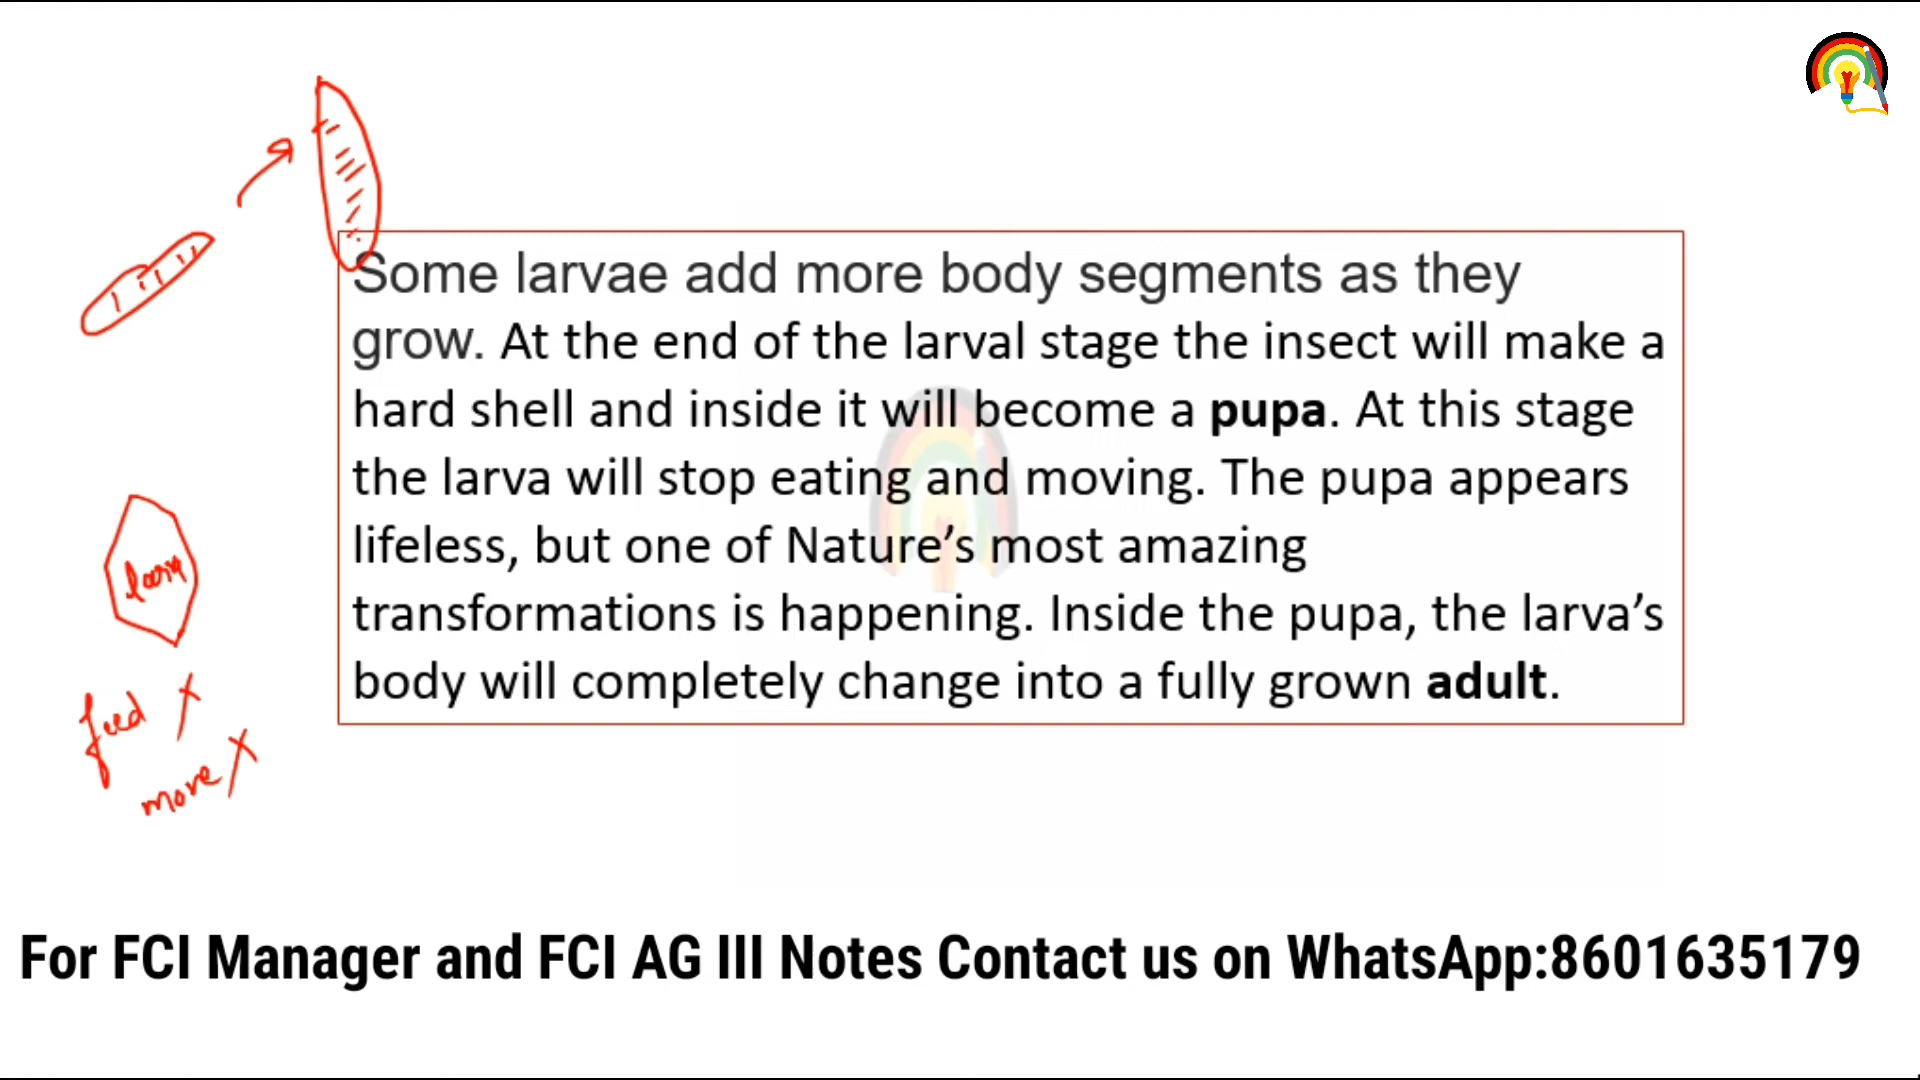 Some larvae add more body segments as they
grow. At the end of the larval stage the insect will make a
hard shell and inside it will become a pupa. At this stage
the larva will stop eating and moving. The pupa appears
lifeless, but one of Nature’s most amazing
transformations is happening. Inside the pupa, the larva’s
body will completely change into a fully grown adult.
feed X
move X
For FCI Manager and FCI AG III Notes Contact us on WhatsApp:8601635179